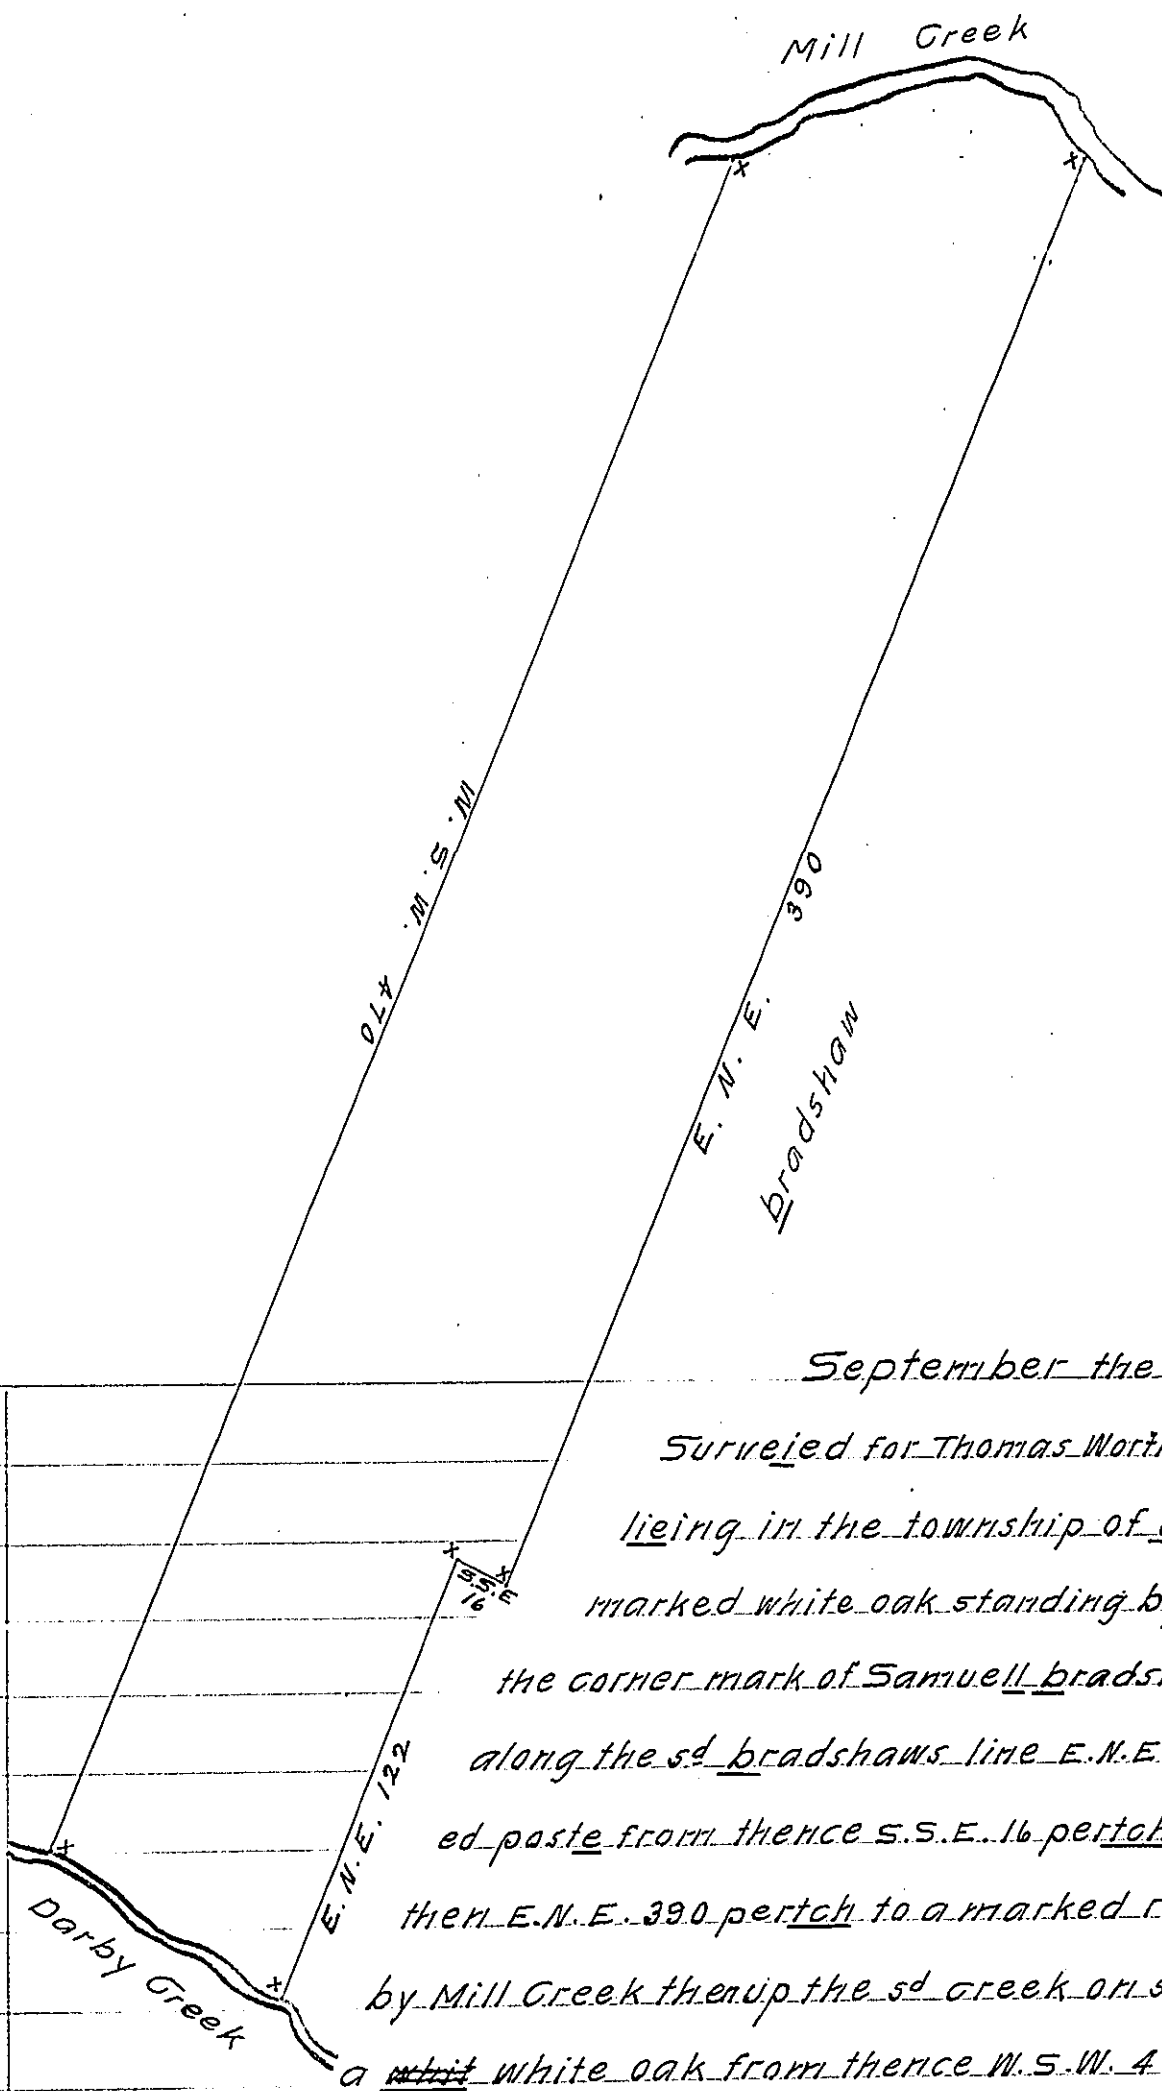 Mill Creek
W. S. W. 470
E. N. E. 390
bradshaw
September the
Surveied for Thomas Worth
lieing in the township of
S.S.E
16
marked white oak standing b
the corner mark of Samuell brads
along the sd bradshaws line E.N.E
E.N.E. 122
ed poste from thence S.S.E. 16 pertch
then E.N.E. 390 pertch to a marked r
Darby Creek
by Mill Creek then up the sd creek on s
a whit white oak from thence W.S.W. 4